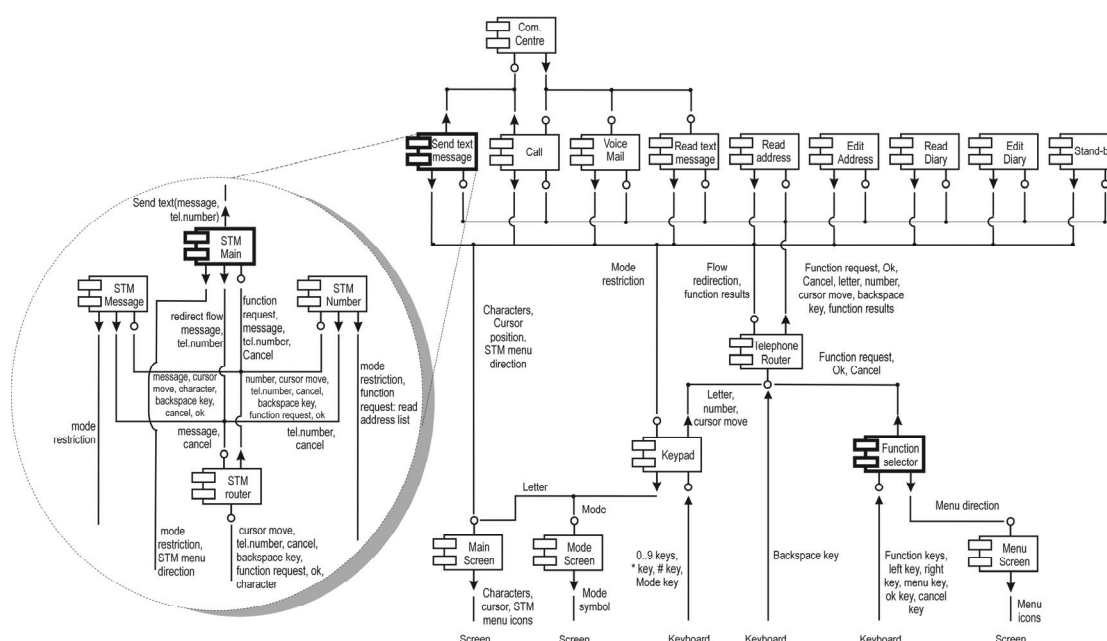 Com.
Centre
Send text
message
Call
Voice
Mail
Read text
message
Read
address
Edit
Address
Read
Diary
Edit
Diary
Stand-b
Send text(message,
tel.number)
STM
Main
STM
Message
STM
Number
redirect flow
message,
tel.number
function
request,
message,
tel.number,
Cancel
message, cursor
move, character,
backspace key,
cancel, ok
number, cursor move,
tel.number, cancel,
backspace key,
function request, ok
mode
restriction,
function
request: read
address list
mode
restriction
message,
cancel
tel.number,
cancel
STM
router
mode
restriction,
STM menu
direction
cursor move,
tel.number, cancel,
backspace key,
function request, ok,
character
Characters,
Cursor
position.
STM menu
direction
Mode
restriction
Flow
redirection,
function results
Function request, Ok,
Cancel, letter, number,
cursor move, backspace
key, function results
Telephone
Router
Function request,
Ok, Cancel
Letter,
number,
cursor move
Keypad
Function
selector
Letter
Mode
Menu direction
Main
Screen
Mode
Screen
0..9 keys,
* key, # key,
Mode key
Backspace key
Function keys,
left key, right
key, menu key,
ok key, cancel
key
Menu
Screen
Characters,
cursor, STM
menu icons
Mode
symbol
Menu
icons
Screen
Screen
Keyboard
Keyboard
Keyboard
Screen